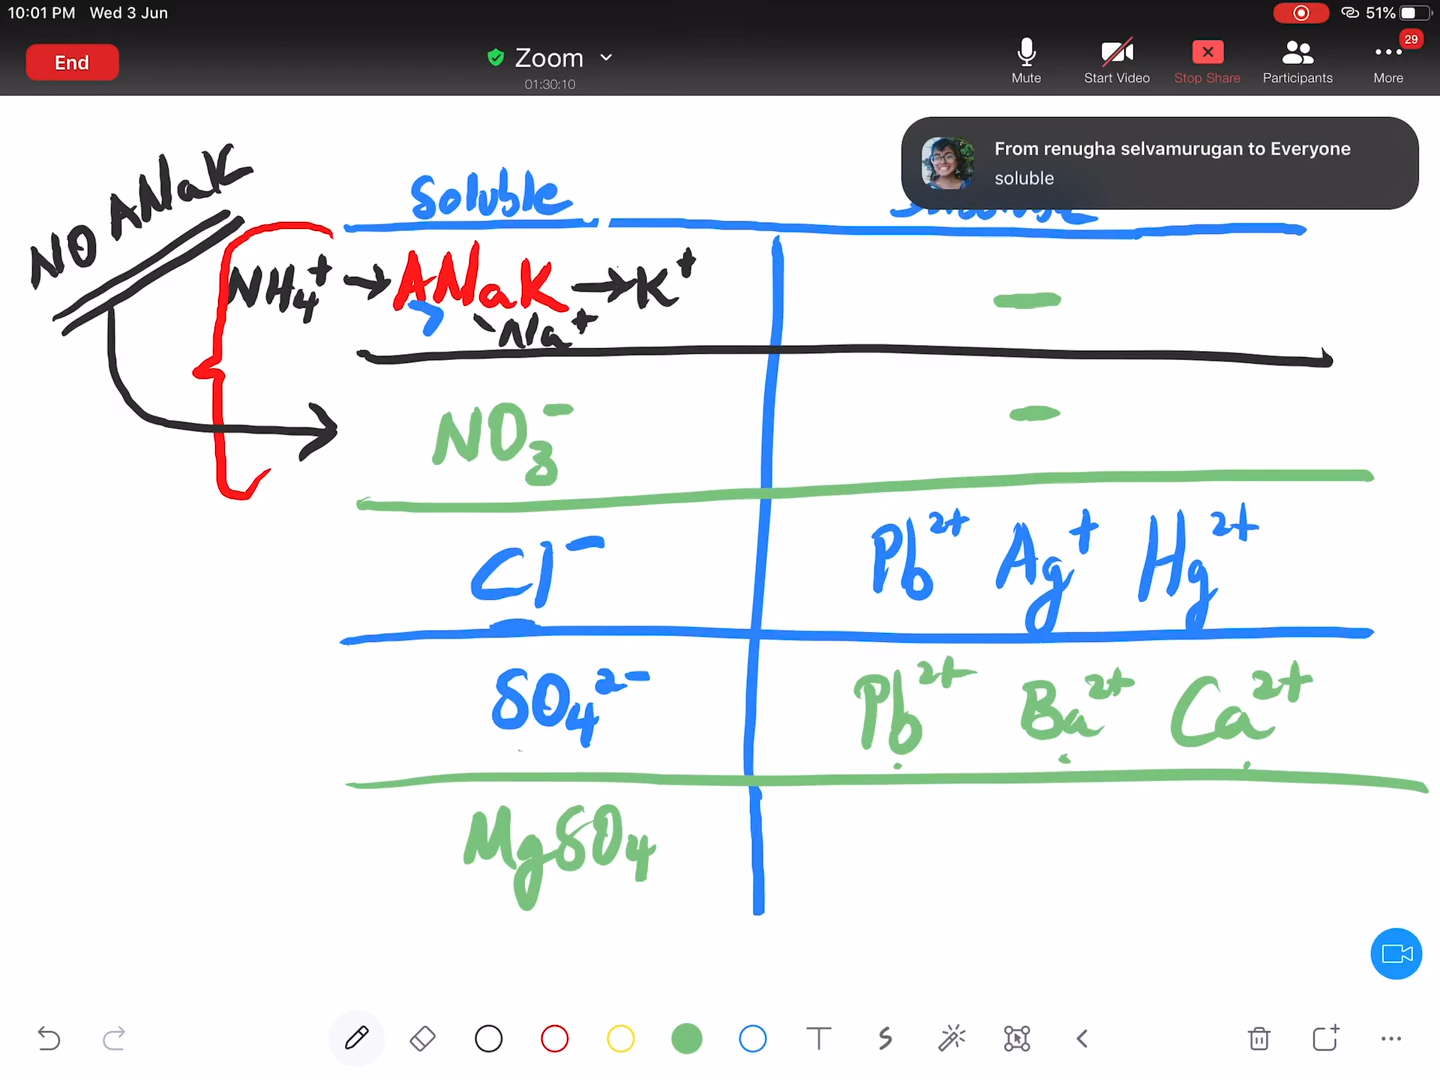 10:01 PM Wed 3 Jun
51%
End
Zoom
01:30:10
Mute
Start Video
Stop Share
Participants
29
More
From renugha selvamurugan to Everyone
soluble
NO ANaK
Soluble
NH₄⁺ → ANaK → K⁺
Na⁺
-
NO₃⁻
-
Cl⁻
Pb²⁺ Ag⁺ Hg²⁺
SO₄²⁻
Pb²⁺ Ba²⁺ Ca²⁺
MgSO₄
T